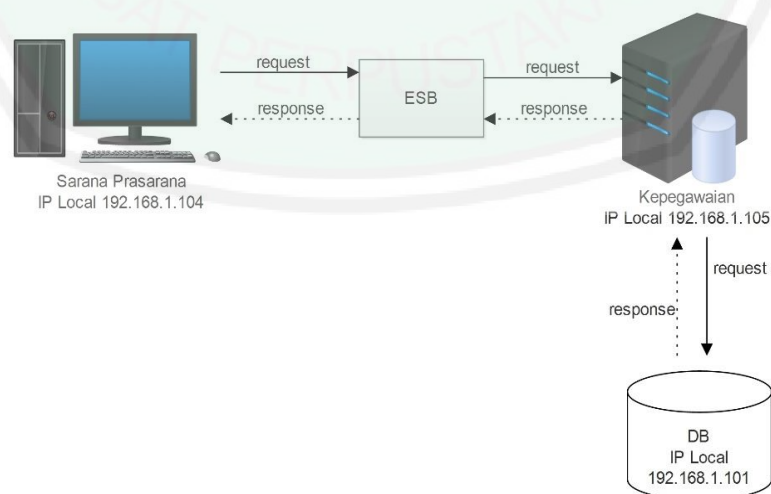 PUSTAKA
request
response
ESB
request
response
Sarana Prasarana
IP Local 192.168.1.104
Kepegawaian
IP Local 192.168.1.105
request
response
DB
IP Local
192.168.1.101